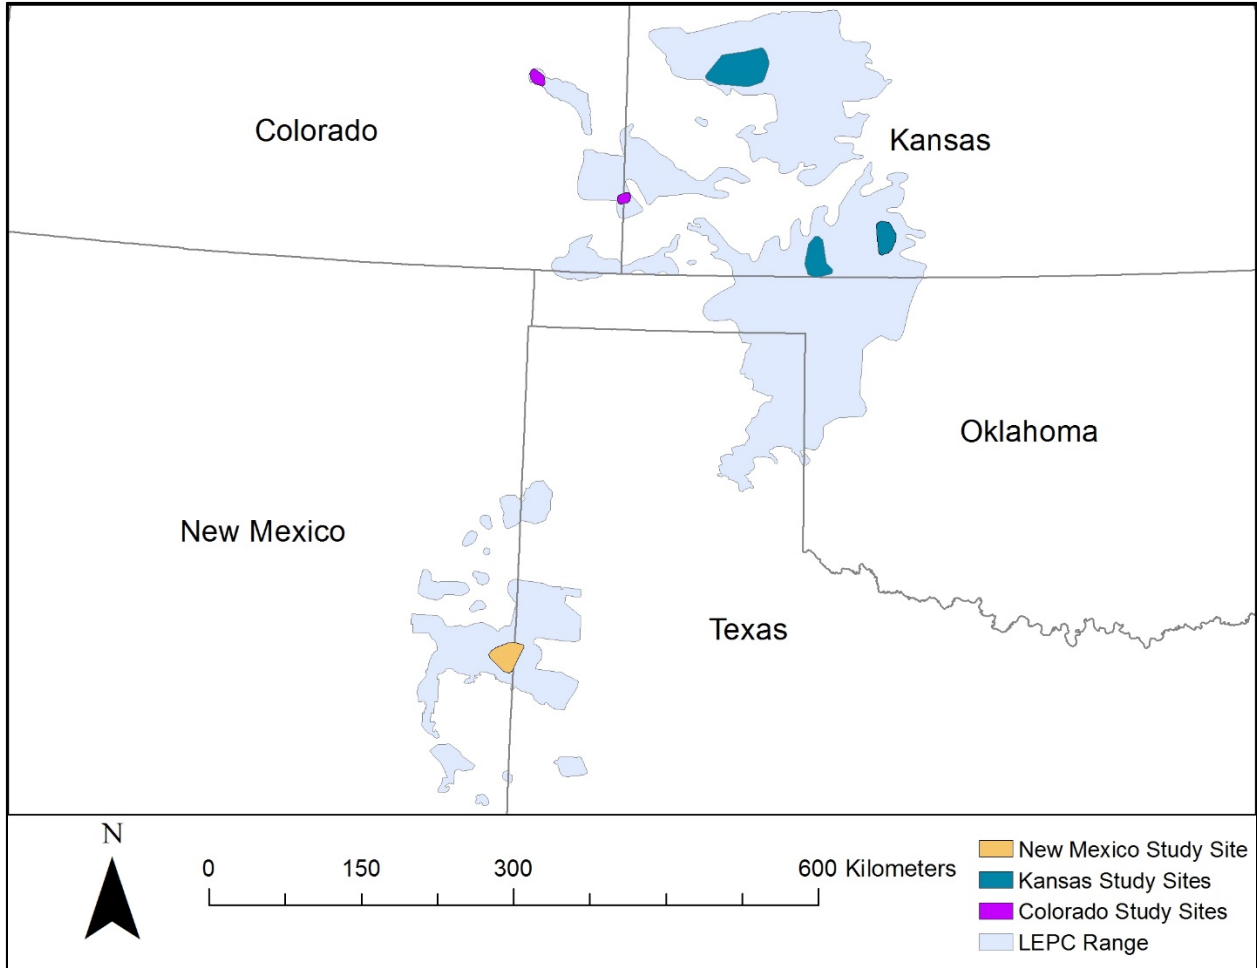 Colorado
Kansas
Oklahoma
New Mexico
Texas
N
0 150 300 600 Kilometers
New Mexico Study Site
Kansas Study Sites
Colorado Study Sites
LEPC Range